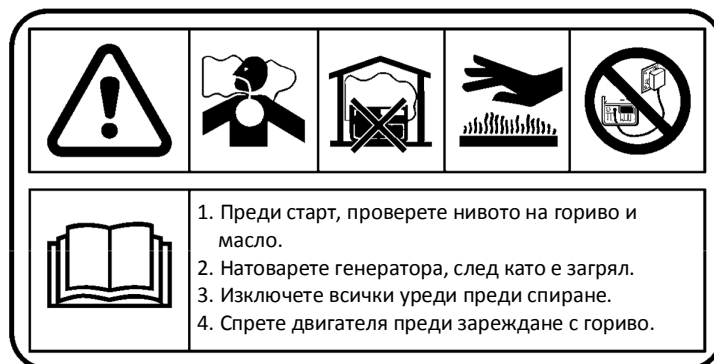 1. Преди старт, проверете нивото на гориво и
масло.
2. Натоварете генератора, след като е загрял.
3. Изключете всички уреди преди спиране.
4. Спрете двигателя преди зареждане с гориво.